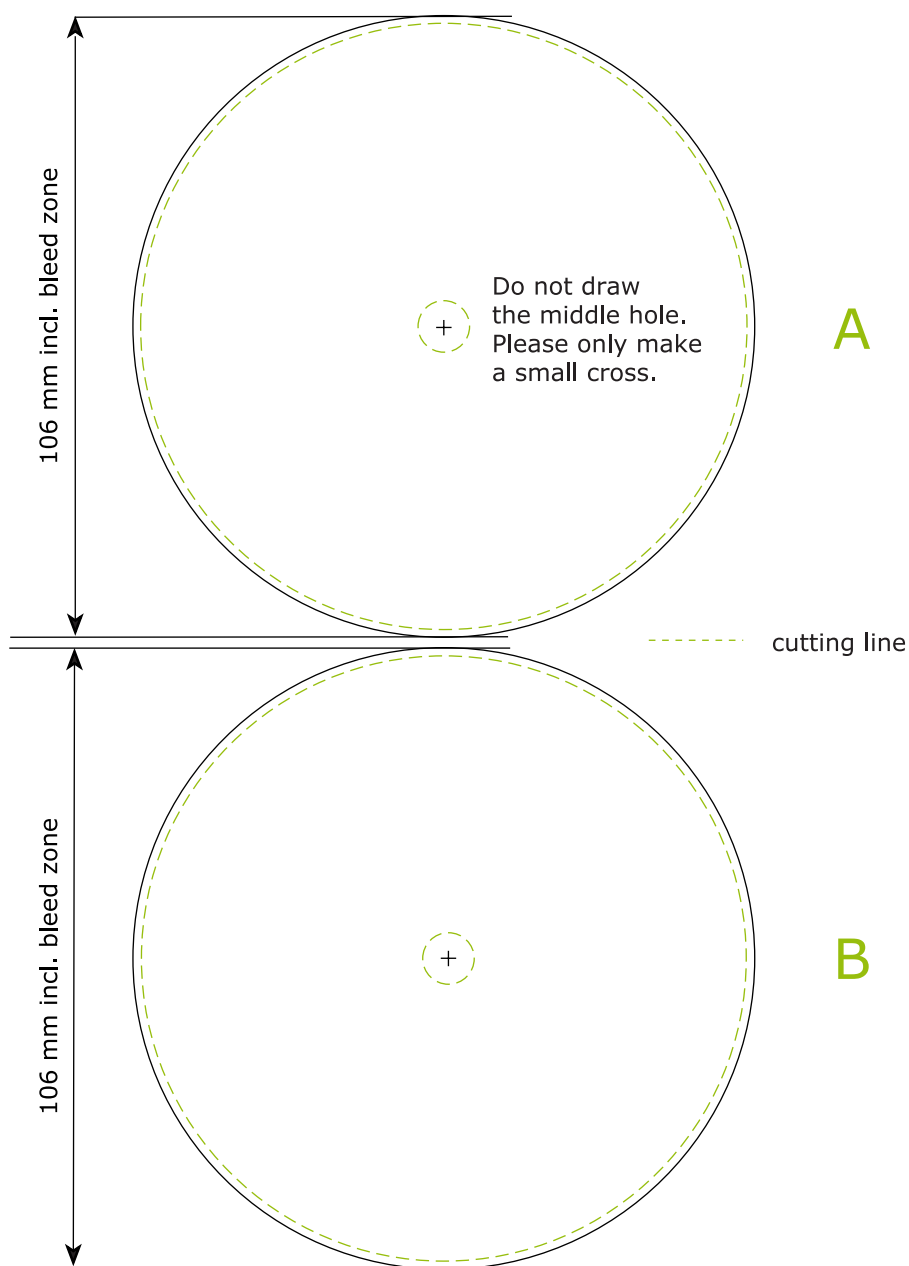 106 mm incl. bleed zone
Do not draw
the middle hole.
Please only make
a small cross.
A
cutting line
106 mm incl. bleed zone
B